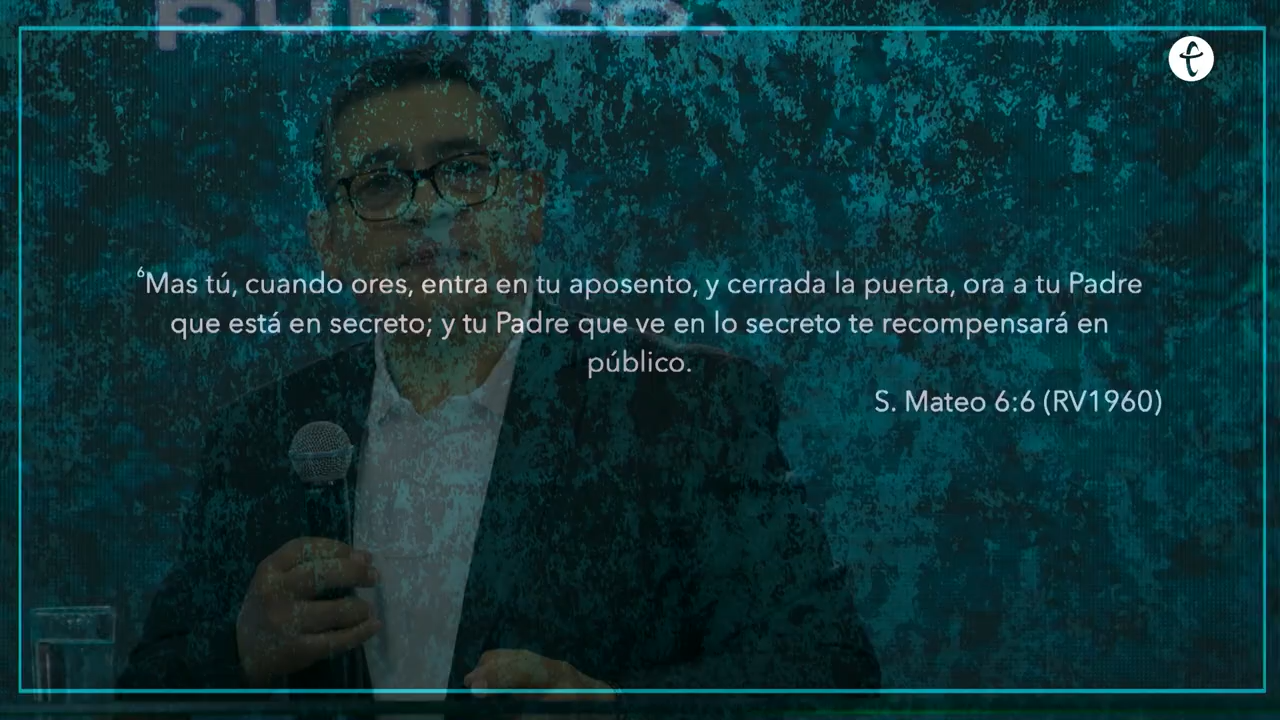 público.
⁶Mas tú, cuando ores, entra en tu aposento, y cerrada la puerta, ora a tu Padre
que está en secreto; y tu Padre que ve en lo secreto te recompensará en
público.
S. Mateo 6:6 (RV1960)